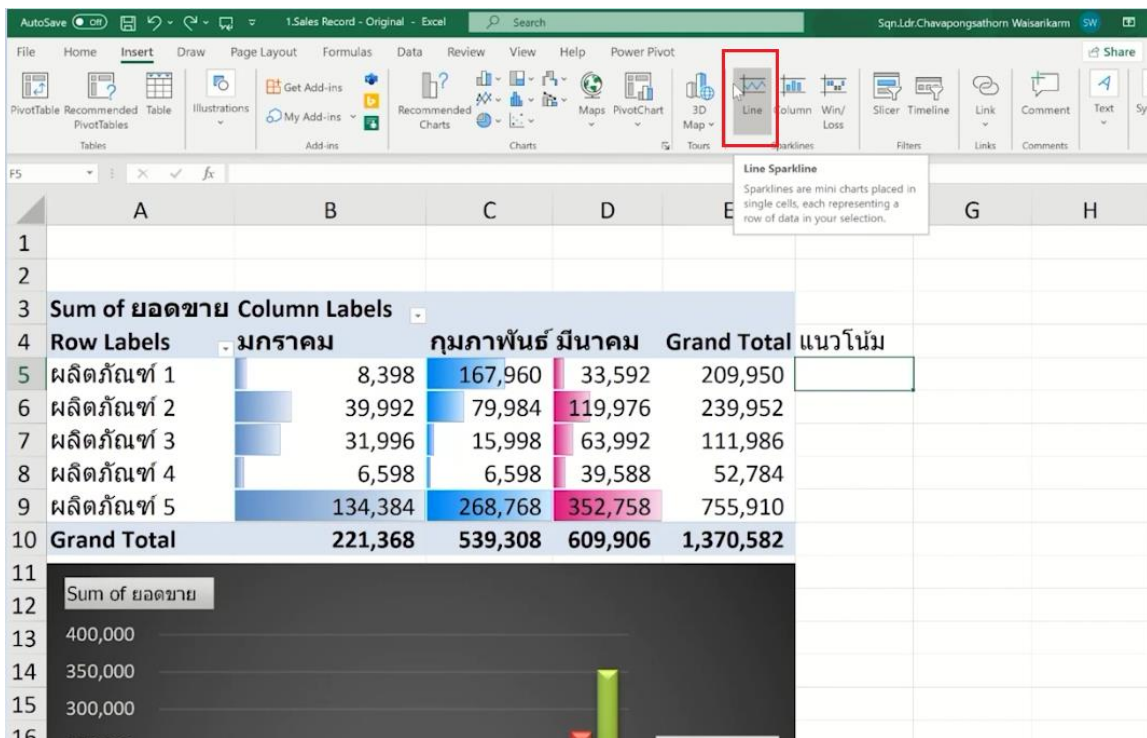 AutoSave Off 1.Sales Record - Original - Excel Search Sqn.Ldr.Chavapongsathorn Waisarikarm SW
File Home Insert Draw Page Layout Formulas Data Review View Help Power Pivot Share
PivotTable Recommended PivotTables Table
Tables
Illustrations
Get Add-ins
My Add-ins
Add-ins
Recommended Charts
Maps PivotChart
Charts
3D Map
Tours
Line Column Win/Loss
Sparklines
Slicer Timeline
Filters
Link
Links
Comment
Comments
Text
Sy
Line Sparkline
Sparklines are mini charts placed in
single cells, each representing a
row of data in your selection.
F5 fx
A B C D E G H
1
2
3 Sum of ยอดขาย Column Labels
4 Row Labels มกราคม กุมภาพันธ์ มีนาคม Grand Total แนวโน้ม
5 ผลิตภัณฑ์ 1 8,398 167,960 33,592 209,950
6 ผลิตภัณฑ์ 2 39,992 79,984 119,976 239,952
7 ผลิตภัณฑ์ 3 31,996 15,998 63,992 111,986
8 ผลิตภัณฑ์ 4 6,598 6,598 39,588 52,784
9 ผลิตภัณฑ์ 5 134,384 268,768 352,758 755,910
10 Grand Total 221,368 539,308 609,906 1,370,582
11
12 Sum of ยอดขาย
13 400,000
14 350,000
15 300,000
16